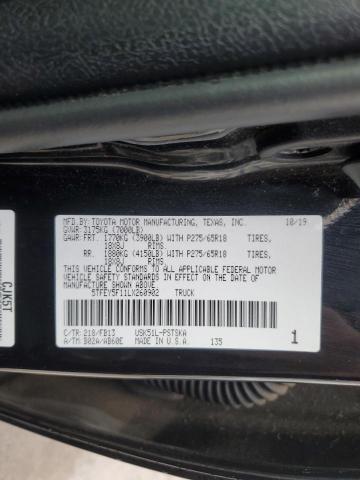 MFD.BY:TOYOTA MOTOR MANUFACTURING, TEXAS, INC. 10/19
GVWR:3175KG (7000LB)
GAWR:FRT. 1770KG (3900LB) WITH P275/65R18 TIRES,
18X8J RIMS.
RR. 1880KG (4150LB) WITH P275/65R18 TIRES,
18X8J RIMS.
THIS VEHICLE CONFORMS TO ALL APPLICABLE FEDERAL MOTOR
VEHICLE SAFETY STANDARDS IN EFFECT ON THE DATE OF
MANUFACTURE SHOWN ABOVE.
5TFEY5F11LX260902 TRUCK
C/TR:218/FB13 USK51L-PSTSKA
A/TM:B02A/AB60E MADE IN U.S.A. 135 1
CJK5T